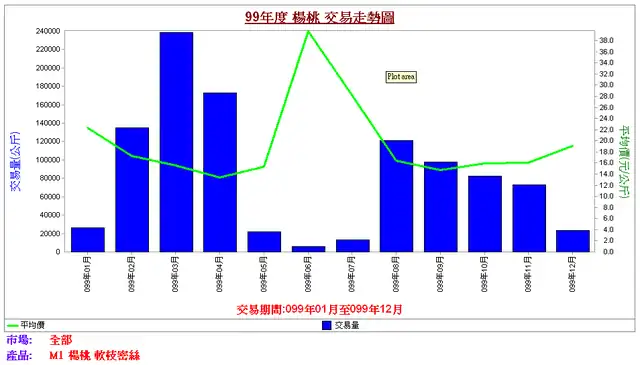 99年度 楊桃 交易走勢圖
240000
220000
200000
180000
160000
140000
120000
100000
80000
60000
40000
20000
0
交易量(公斤)
38.0
36.0
34.0
32.0
30.0
28.0
26.0
24.0
22.0
20.0
18.0
16.0
14.0
12.0
10.0
8.0
6.0
4.0
2.0
0.0
平均價(元/公斤)
Plot area
099年01月
099年02月
099年03月
099年04月
099年05月
099年06月
099年07月
099年08月
099年09月
099年10月
099年11月
099年12月
交易期間:099年01月至099年12月
平均價 交易量
市場: 全部
產品: M1 楊桃 軟枝密絲